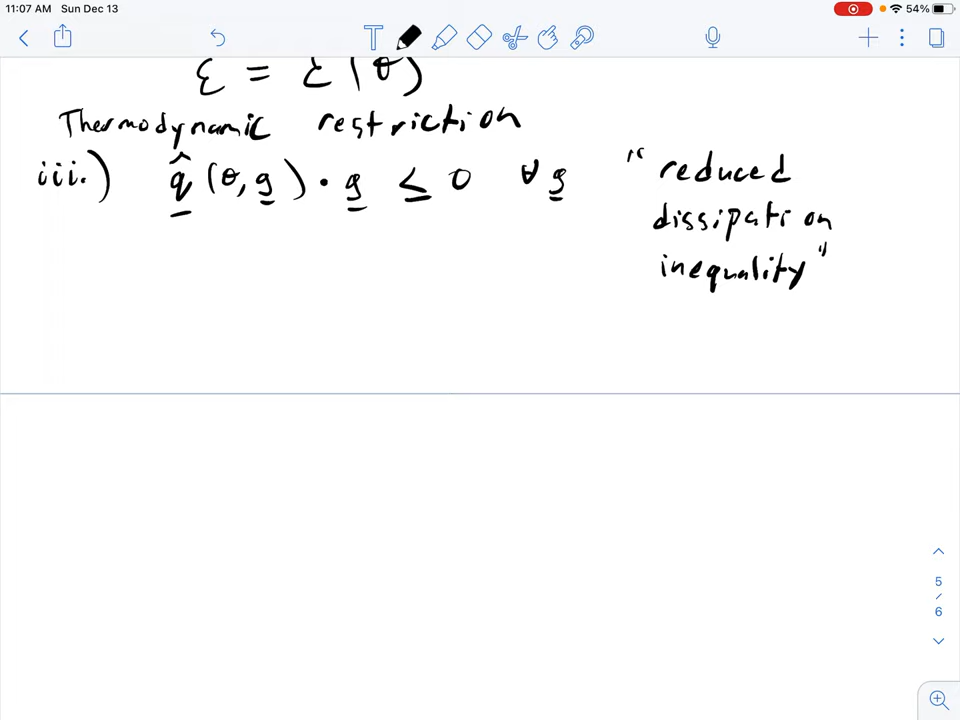 11:07 AM Sun Dec 13
54%
T
ε = ε̂(θ)
Thermodynamic restriction
iii.) q̂(θ, g) · g ≤ 0 ∀ g
"reduced
dissipation
inequality"
5
/
6